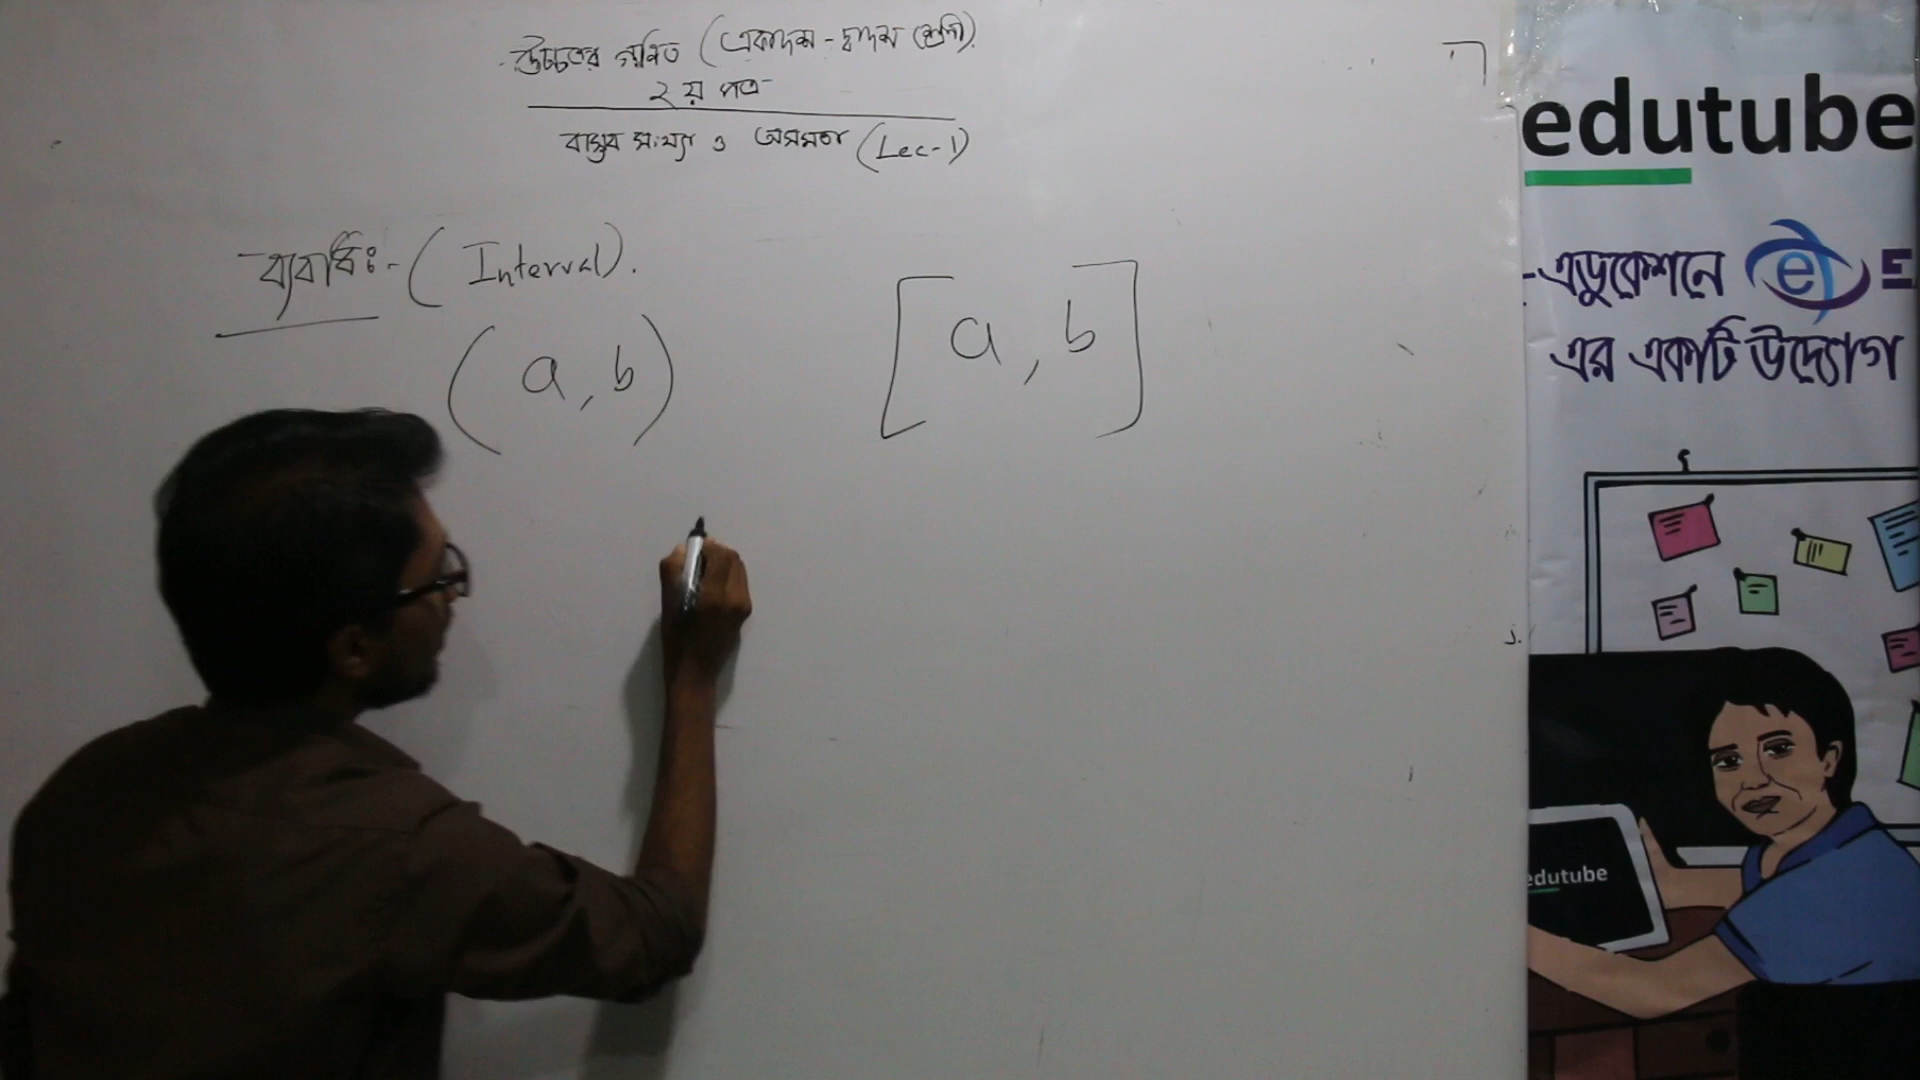 উচ্চতর গণিত (একাদশ - দ্বাদশ শ্রেণী).
২য় পত্র
বাস্তব সংখ্যা ও অসমতা (Lec-1)
ব্যবধিঃ- (Interval).
(a, b)
[a, b]
edutube
এডুকেশনে
এর একটি উদ্যোগ
edutube